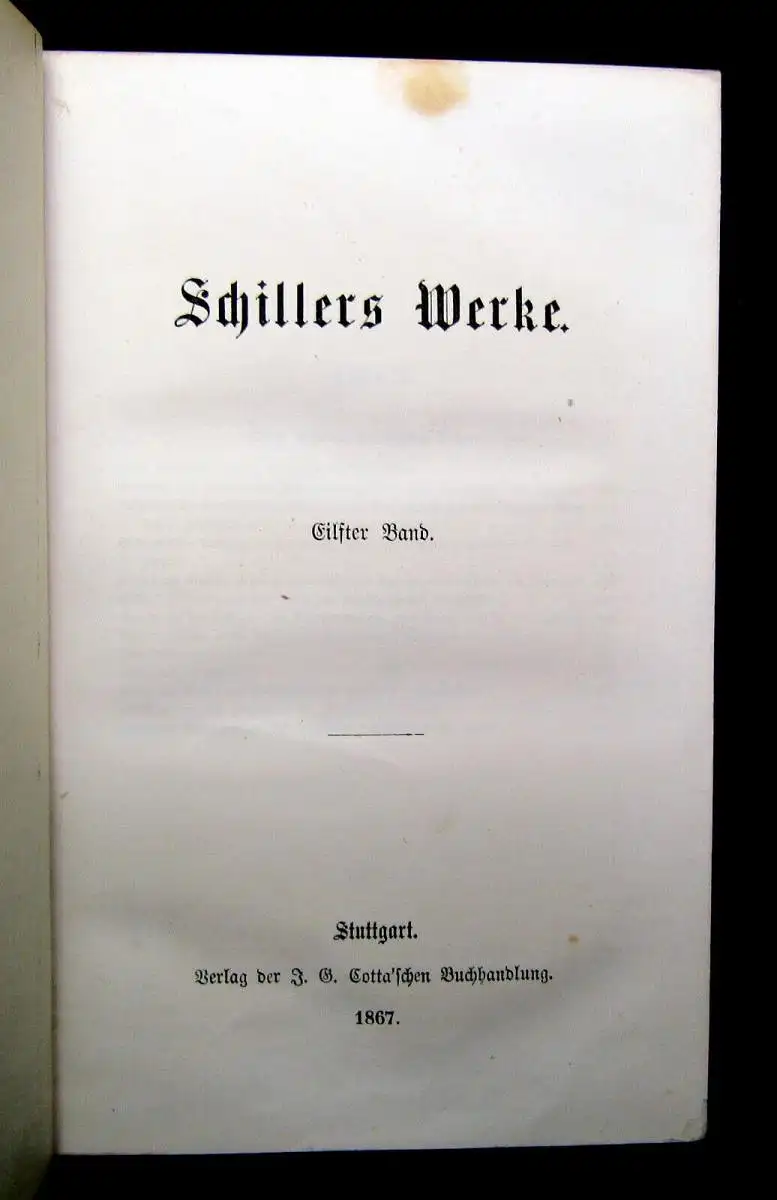 Schillers Werke.
Eilfter Band.
Stuttgart.
Verlag der J. G. Cotta'schen Buchhandlung.
1867.